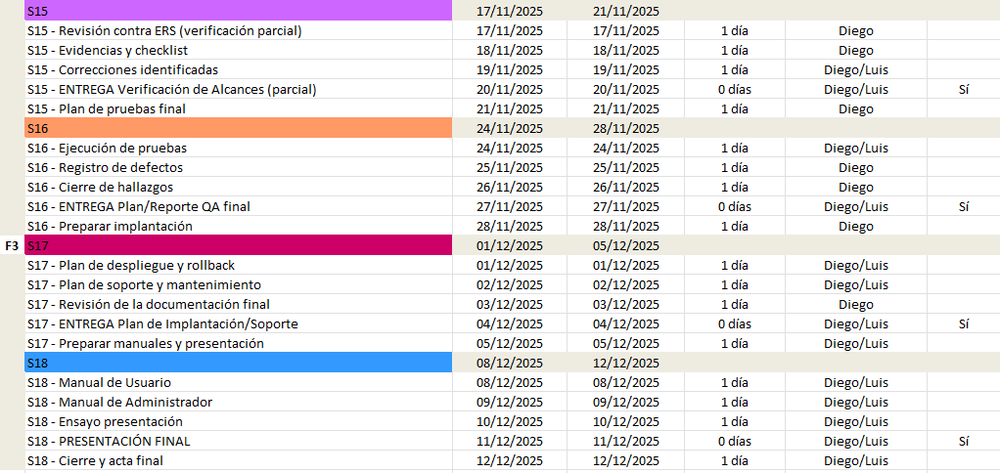 S15 17/11/2025 21/11/2025
S15 - Revisión contra ERS (verificación parcial) 17/11/2025 17/11/2025 1 día Diego
S15 - Evidencias y checklist 18/11/2025 18/11/2025 1 día Diego
S15 - Correcciones identificadas 19/11/2025 19/11/2025 1 día Diego/Luis
S15 - ENTREGA Verificación de Alcances (parcial) 20/11/2025 20/11/2025 0 días Diego/Luis Sí
S15 - Plan de pruebas final 21/11/2025 21/11/2025 1 día Diego
S16 24/11/2025 28/11/2025
S16 - Ejecución de pruebas 24/11/2025 24/11/2025 1 día Diego/Luis
S16 - Registro de defectos 25/11/2025 25/11/2025 1 día Diego
S16 - Cierre de hallazgos 26/11/2025 26/11/2025 1 día Diego
S16 - ENTREGA Plan/Reporte QA final 27/11/2025 27/11/2025 0 días Diego/Luis Sí
S16 - Preparar implantación 28/11/2025 28/11/2025 1 día Diego
F3 S17 01/12/2025 05/12/2025
S17 - Plan de despliegue y rollback 01/12/2025 01/12/2025 1 día Diego/Luis
S17 - Plan de soporte y mantenimiento 02/12/2025 02/12/2025 1 día Diego/Luis
S17 - Revisión de la documentación final 03/12/2025 03/12/2025 1 día Diego
S17 - ENTREGA Plan de Implantación/Soporte 04/12/2025 04/12/2025 0 días Diego/Luis Sí
S17 - Preparar manuales y presentación 05/12/2025 05/12/2025 1 día Diego/Luis
S18 08/12/2025 12/12/2025
S18 - Manual de Usuario 08/12/2025 08/12/2025 1 día Diego/Luis
S18 - Manual de Administrador 09/12/2025 09/12/2025 1 día Diego/Luis
S18 - Ensayo presentación 10/12/2025 10/12/2025 1 día Diego/Luis
S18 - PRESENTACIÓN FINAL 11/12/2025 11/12/2025 0 días Diego/Luis Sí
S18 - Cierre y acta final 12/12/2025 12/12/2025 1 día Diego/Luis